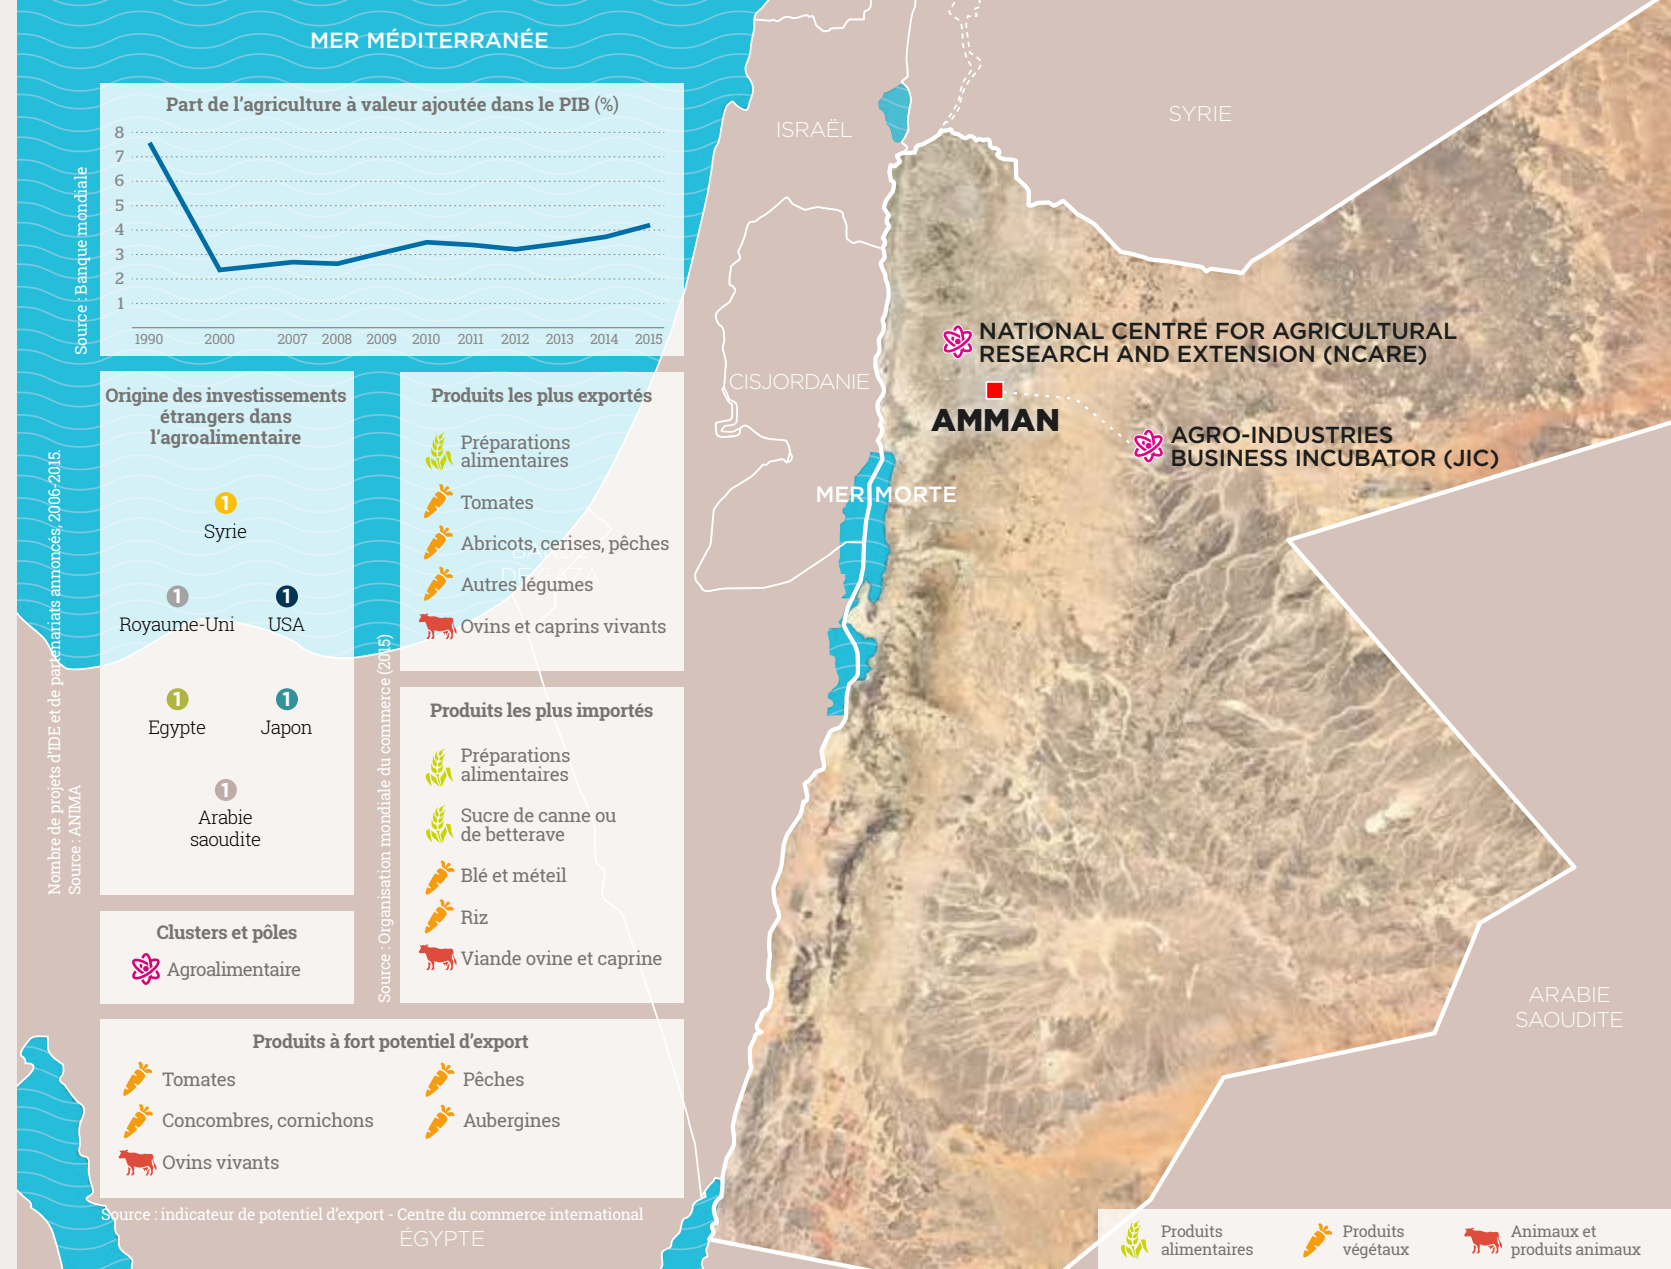 MER MÉDITERRANÉE
Part de l'agriculture à valeur ajoutée dans le PIB (%)
8
7
6
5
4
3
2
1
1990 2000 2007 2008 2009 2010 2011 2012 2013 2014 2015
Source : Banque mondiale
Origine des investissements
étrangers dans
l'agroalimentaire
1
Syrie
1
Royaume-Uni
1
USA
1
Egypte
1
Japon
1
Arabie
saoudite
Nombre de projets d'IDE et de partenariats annoncés, 2006-2015.
Source : ANIMA
Clusters et pôles
Agroalimentaire
Produits les plus exportés
Préparations
alimentaires
Tomates
Abricots, cerises, pêches
Autres légumes
Ovins et caprins vivants
Produits les plus importés
Préparations
alimentaires
Sucre de canne ou
de betterave
Blé et méteil
Riz
Viande ovine et caprine
Source : Organisation mondiale du commerce (2015)
Produits à fort potentiel d'export
Tomates
Pêches
Concombres, cornichons
Aubergines
Ovins vivants
Source : indicateur de potentiel d'export - Centre du commerce international
ÉGYPTE
ISRAËL
SYRIE
CISJORDANIE
BANDE
DE GAZA
MER MORTE
NATIONAL CENTRE FOR AGRICULTURAL
RESEARCH AND EXTENSION (NCARE)
AMMAN
AGRO-INDUSTRIES
BUSINESS INCUBATOR (JIC)
ARABIE
SAOUDITE
Produits
alimentaires
Produits
végétaux
Animaux et
produits animaux